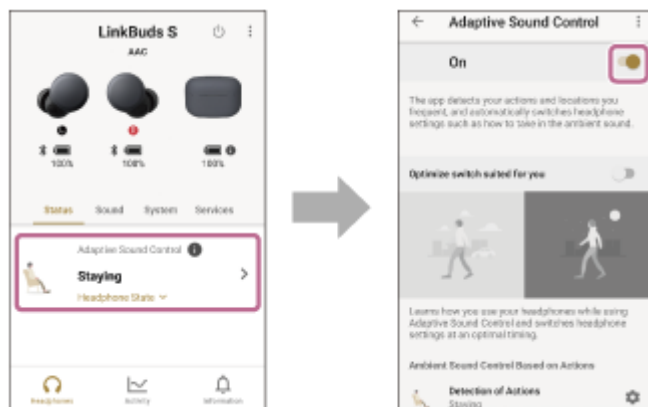 LinkBuds S
AAC
L
R
100%
100%
100%
Status Sound System Services
Adaptive Sound Control
Staying
Headphone State
Headphones Activity Information
Adaptive Sound Control
On
The app detects your actions and locations you
frequent, and automatically switches headphone
settings such as how to take in the ambient sound.
Optimize switch suited for you
Learns how you use your headphones while using
Adaptive Sound Control and switches headphone
settings at an optimal timing.
Ambient Sound Control Based on Actions
Detection of Actions
Staying